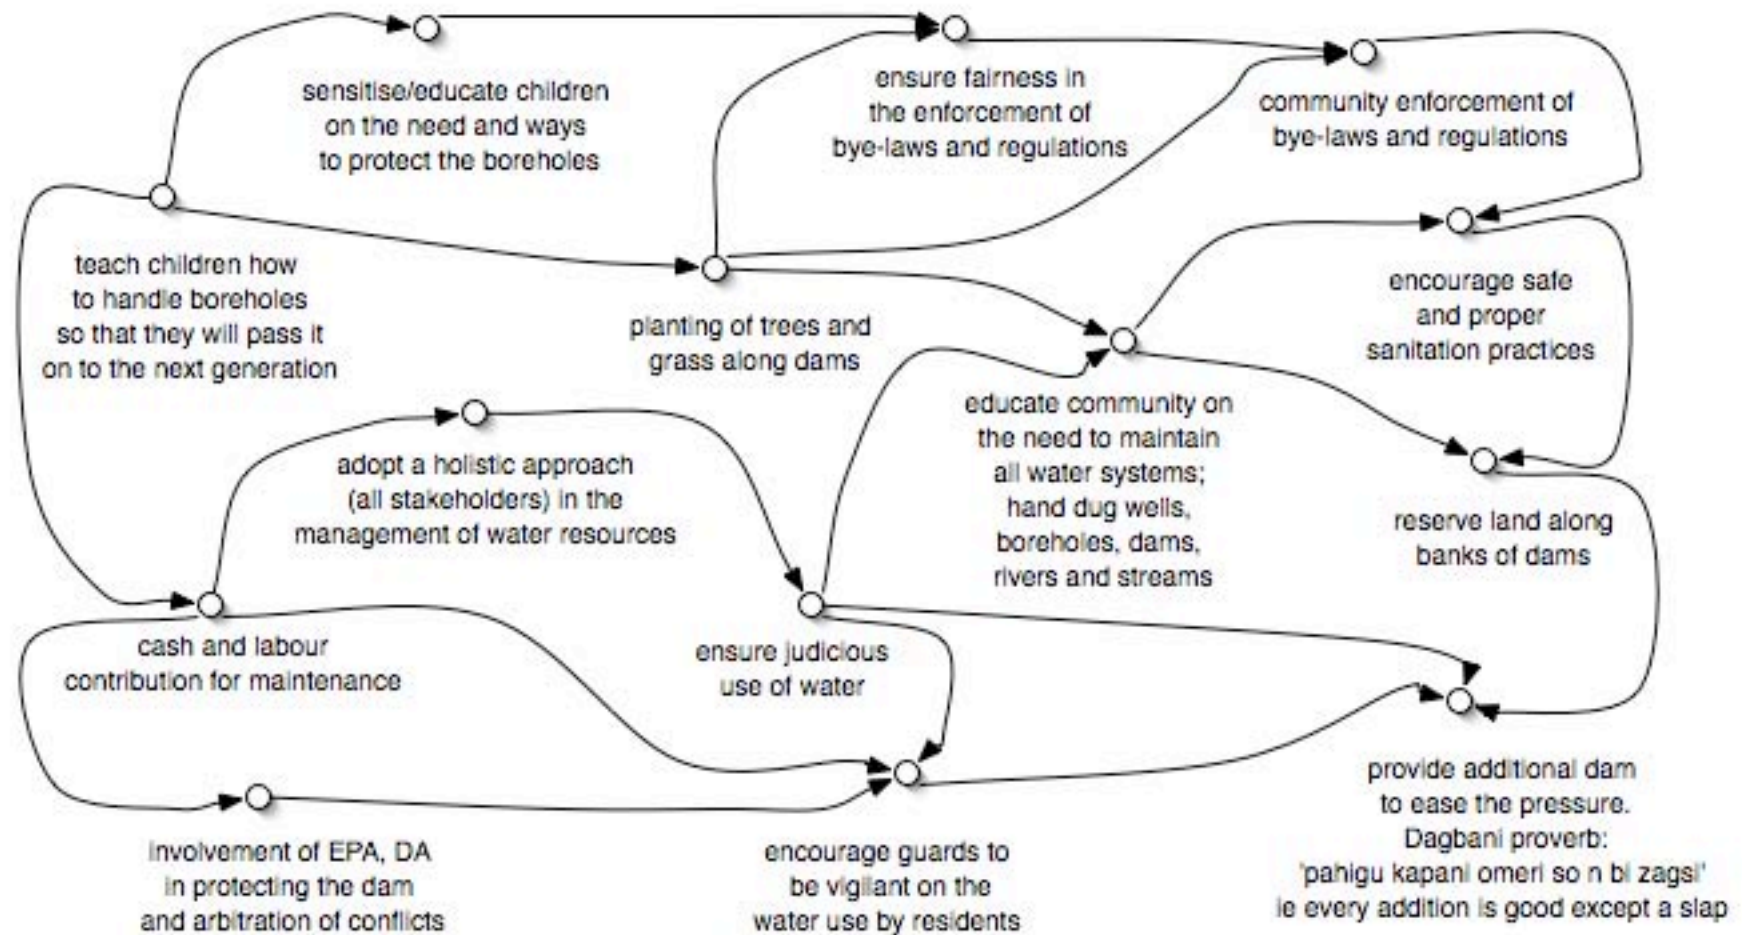 sensitise/educate children
on the need and ways
to protect the boreholes
ensure fairness in
the enforcement of
bye-laws and regulations
community enforcement of
bye-laws and regulations
teach children how
to handle boreholes
so that they will pass it
on to the next generation
planting of trees and
grass along dams
encourage safe
and proper
sanitation practices
adopt a holistic approach
(all stakeholders) in the
management of water resources
educate community on
the need to maintain
all water systems;
hand dug wells,
boreholes, dams,
rivers and streams
reserve land along
banks of dams
cash and labour
contribution for maintenance
ensure judicious
use of water
involvement of EPA, DA
in protecting the dam
and arbitration of conflicts
encourage guards to
be vigilant on the
water use by residents
provide additional dam
to ease the pressure.
Dagbani proverb:
'pahigu kapani omeri so n bi zagsi'
ie every addition is good except a slap